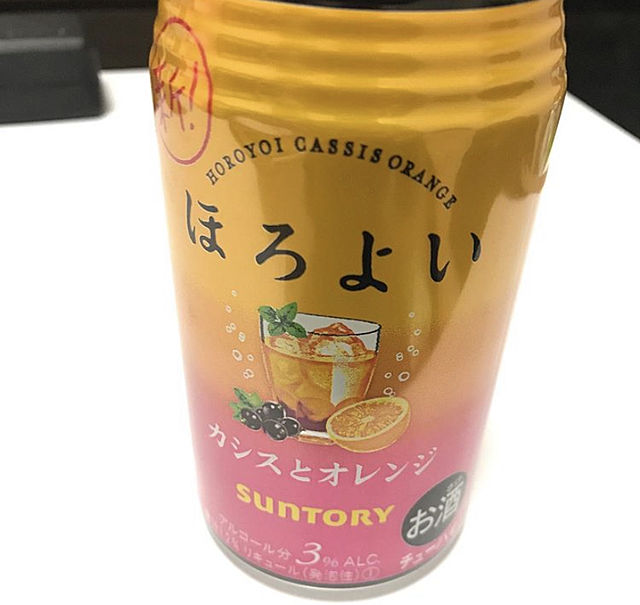 新!
HOROYOI CASSIS ORANGE
ほろよい
カシスとオレンジ
SUNTORY
お酒
アルコール分 3% ALC.
リキュール(発泡性)①